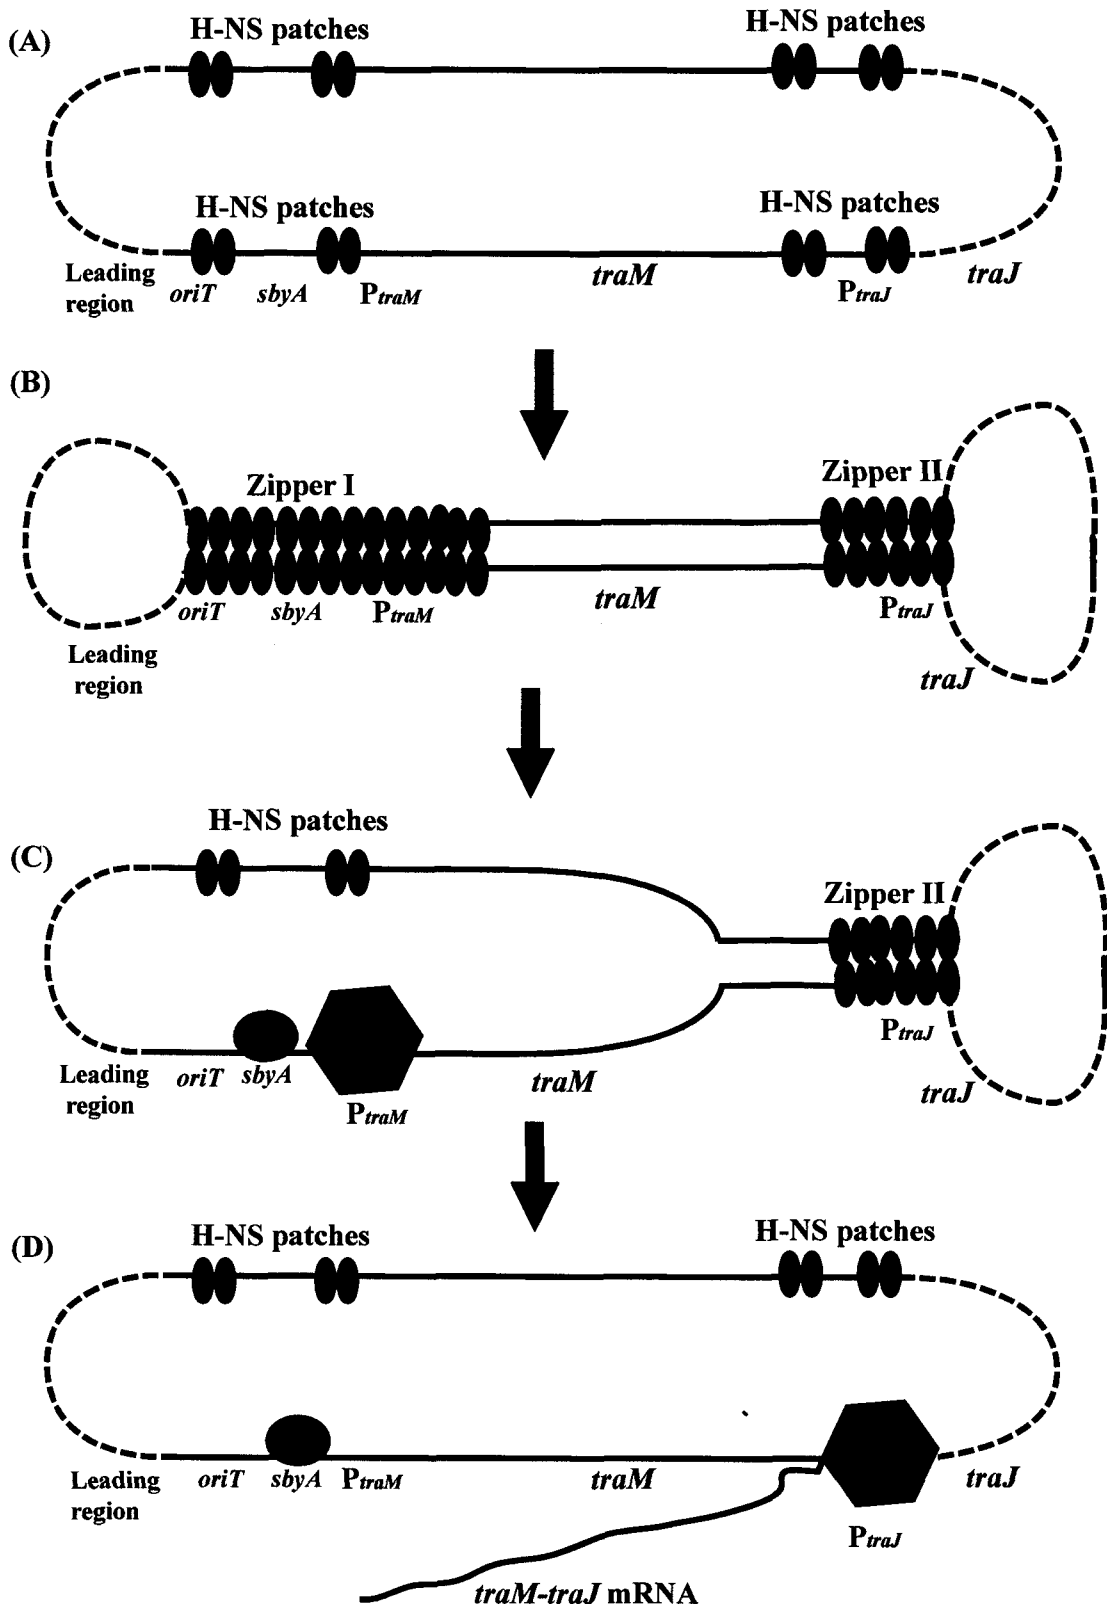 (A)
H-NS patches
H-NS patches
H-NS patches
H-NS patches
Leading
region
oriT
sbyA
PtraM
traM
PtraJ
traJ
(B)
Zipper I
Zipper II
oriT
sbyA
PtraM
traM
PtraJ
Leading
region
traJ
H-NS patches
(C)
Zipper II
PtraJ
Leading
region
oriT
sbyA
traM
traJ
PtraM
(D)
H-NS patches
H-NS patches
Leading
region
oriT
sbyA
PtraM
traM
traJ
PtraJ
traM-traJ mRNA